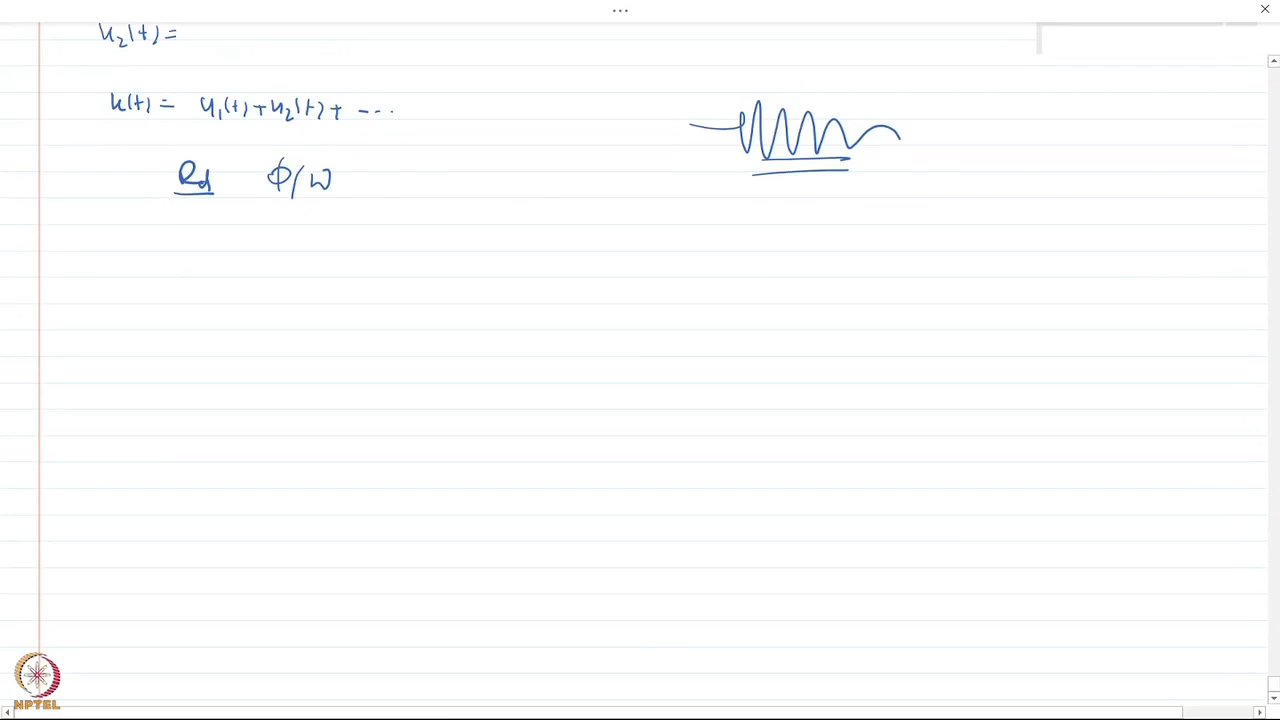 u₂(t) =
u(t) = u₁(t) + u₂(t) + ----
Rd φ/ω
NPTEL